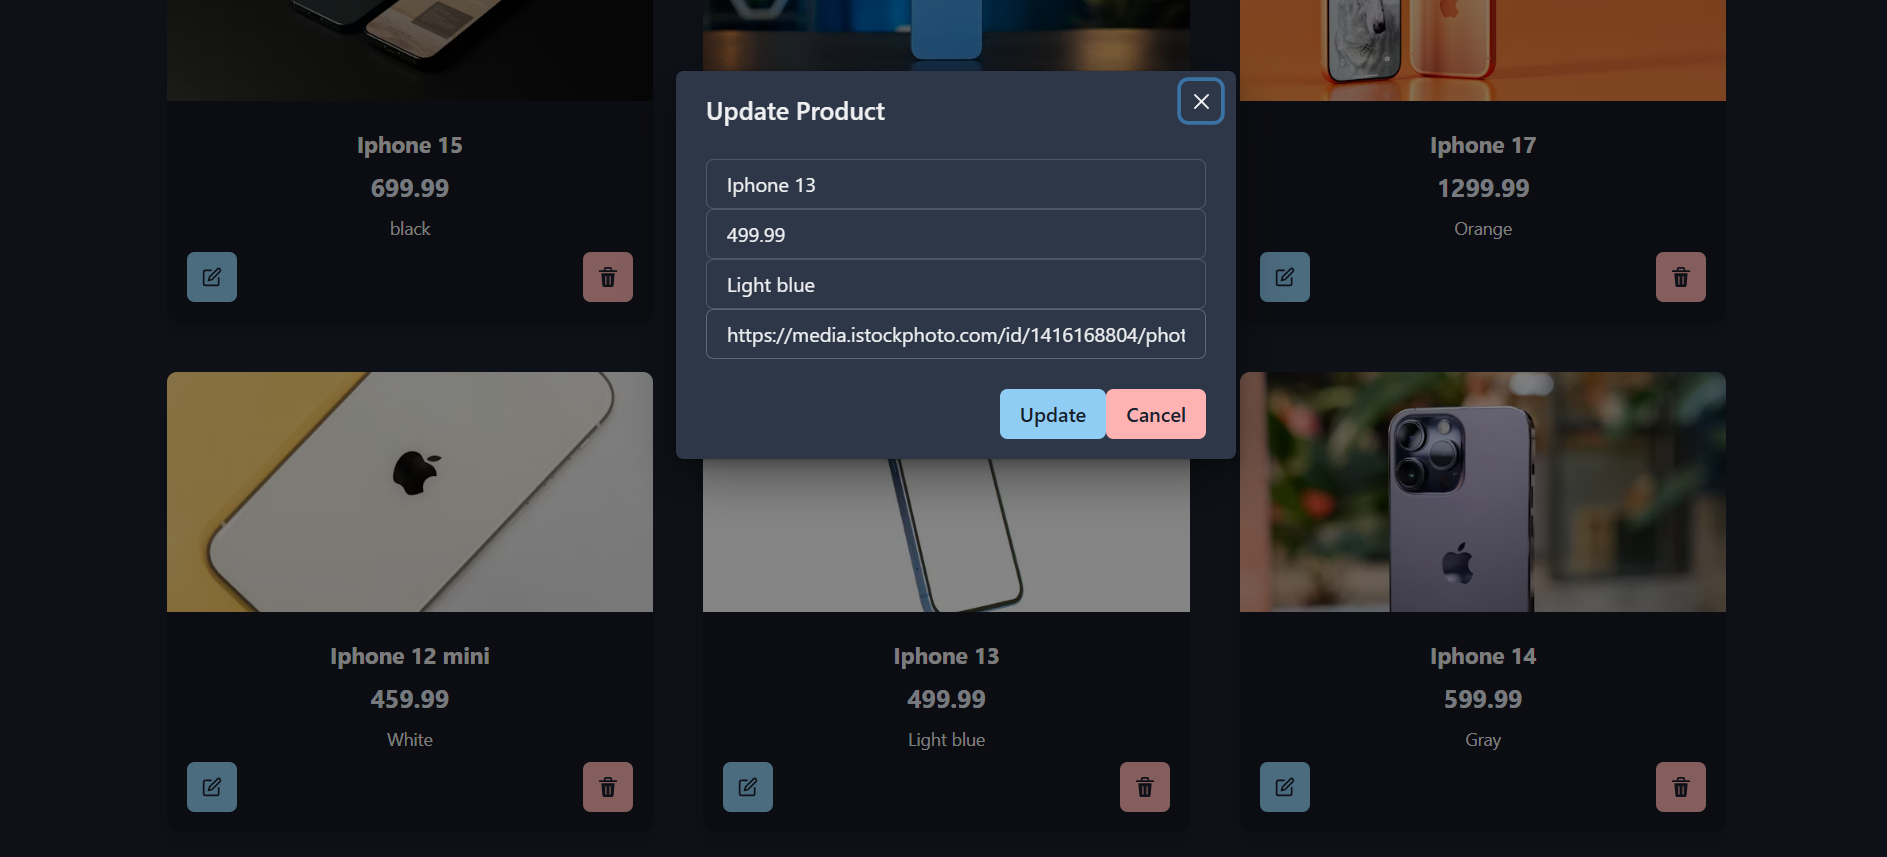 Update Product
Iphone 13
499.99
Light blue
https://media.istockphoto.com/id/1416168804/phot
Update
Cancel
Iphone 15
699.99
black
Iphone 17
1299.99
Orange
Iphone 12 mini
459.99
White
Iphone 13
499.99
Light blue
Iphone 14
599.99
Gray